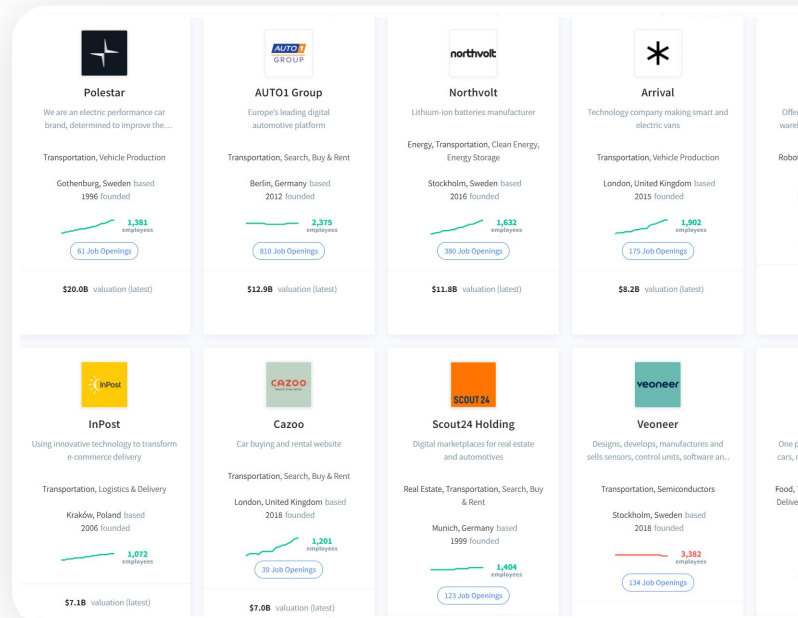 AUTO1
GROUP
northvolt
Polestar
AUTO1 Group
Northvolt
Arrival
We are an electric performance car
brand, determined to improve the...
Europe's leading digital
automotive platform
Lithium-ion batteries manufacturer
Technology company making smart and
electric vans
Offe
ware
Transportation, Vehicle Production
Transportation, Search, Buy & Rent
Energy, Transportation, Clean Energy,
Energy Storage
Transportation, Vehicle Production
Robot
Gothenburg, Sweden based
1996 founded
Berlin, Germany based
2012 founded
Stockholm, Sweden based
2016 founded
London, United Kingdom based
2015 founded
1,381
employees
2,375
employees
1,632
employees
1,902
employees
61 Job Openings
810 Job Openings
380 Job Openings
175 Job Openings
$20.0B valuation (latest)
$12.9B valuation (latest)
$11.8B valuation (latest)
$8.2B valuation (latest)
InPost
CAZOO
SCOUT 24
veoneer
InPost
Cazoo
Scout24 Holding
Veoneer
Using innovative technology to transform
e-commerce delivery
Car buying and rental website
Digital marketplaces for real estate
and automotives
Designs, develops, manufactures and
sells sensors, control units, software an...
One p
cars, r
Transportation, Logistics & Delivery
Transportation, Search, Buy & Rent
Real Estate, Transportation, Search, Buy
& Rent
Transportation, Semiconductors
Food, T
Delive
Kraków, Poland based
2006 founded
London, United Kingdom based
2018 founded
Munich, Germany based
1999 founded
Stockholm, Sweden based
2018 founded
1,072
employees
1,201
employees
1,404
employees
3,382
employees
39 Job Openings
123 Job Openings
134 Job Openings
$7.1B valuation (latest)
$7.0B valuation (latest)